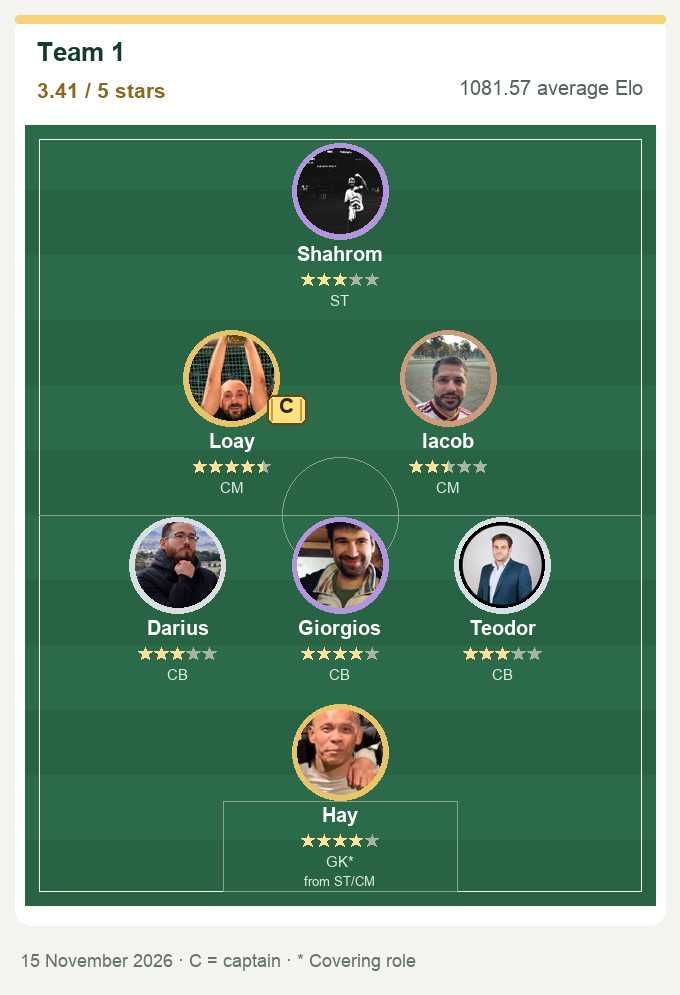 Team 1
3.41 / 5 stars
1081.57 average Elo
Shahrom
ST
Loay
C
CM
Iacob
CM
Darius
CB
Giorgios
CB
Teodor
CB
Hay
GK*
from ST/CM
15 November 2026 · C = captain · * Covering role